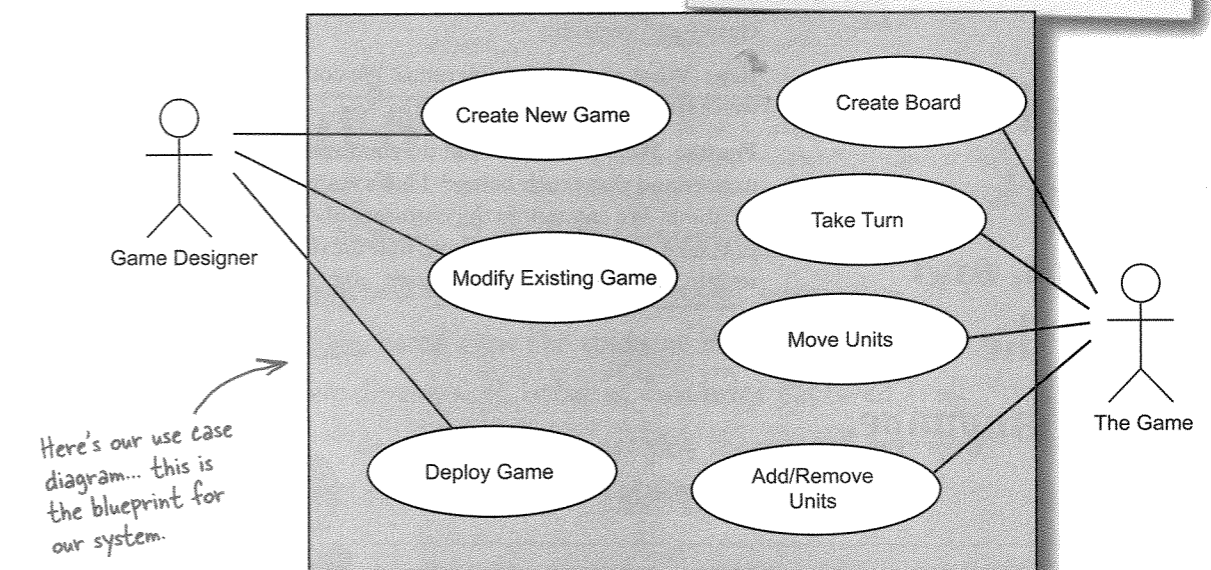 Create New Game
Create Board
Take Turn
Game Designer
Modify Existing Game
Move Units
The Game
Here's our use case
diagram... this is
the blueprint for
our system.
Deploy Game
Add/Remove
Units